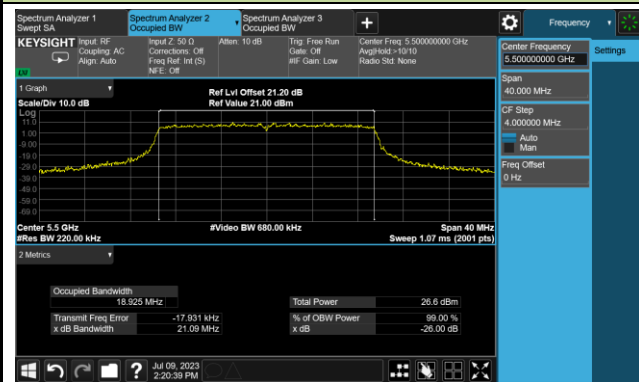 Spectrum Analyzer 1
Swept SA
Spectrum Analyzer 2
Occupied BW
Spectrum Analyzer 3
Occupied BW
Frequency
KEYSIGHT
Input: RF
Coupling: AC
Align: Auto
Input Z: 50 Ω
Corrections: Off
Freq Ref: Int (S)
NFE: Off
Atten: 10 dB
Trig: Free Run
Gate: Off
#IF Gain: Low
Center Freq: 5.500000000 GHz
Avg|Hold:>10/10
Radio Std: None
Center Frequency
5.500000000 GHz
Settings
Span
40.000 MHz
CF Step
4.000000 MHz
Auto
Man
Freq Offset
0 Hz
1 Graph
Scale/Div 10.0 dB
Ref Lvl Offset 21.20 dB
Ref Value 21.00 dBm
Log
11.0
1.00
-9.00
-19.0
-29.0
-39.0
-49.0
-59.0
-69.0
Center 5.5 GHz
#Res BW 220.00 kHz
#Video BW 680.00 kHz
Span 40 MHz
Sweep 1.07 ms (2001 pts)
2 Metrics
Occupied Bandwidth
18.925 MHz
Total Power 26.6 dBm
Transmit Freq Error -17.931 kHz
% of OBW Power 99.00 %
x dB Bandwidth 21.09 MHz
x dB -26.00 dB
Jul 09, 2023
2:20:39 PM